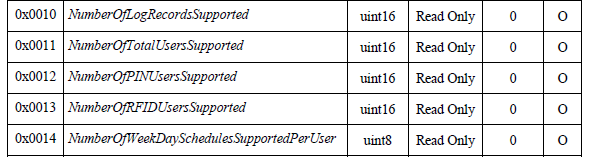 0x0010 NumberOfLogRecordsSupported uint16 Read Only 0 O
0x0011 NumberOfTotalUsersSupported uint16 Read Only 0 O
0x0012 NumberOfPINUsersSupported uint16 Read Only 0 O
0x0013 NumberOfRFIDUsersSupported uint16 Read Only 0 O
0x0014 NumberOfWeekDaySchedulesSupportedPerUser uint8 Read Only 0 O